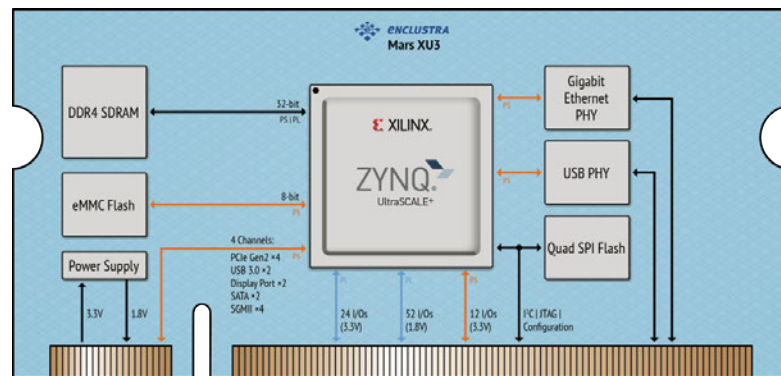 ENCLUSTRA
Mars XU3
DDR4 SDRAM
32-bit
PS | PL
XILINX.
ZYNQ.
UltraSCALE+
Gigabit
Ethernet
PHY
PS
USB PHY
PS
eMMC Flash
8-bit
PS
4 Channels:
PS
PCIe Gen2 ×4
USB 3.0 ×2
Display Port ×2
SATA ×2
SGMII ×4
Quad SPI Flash
Power Supply
3.3V
1.8V
PL
PL
PS
24 I/Os
(3.3V)
52 I/Os
(1.8V)
12 I/Os
(3.3V)
I²C | JTAG |
Configuration